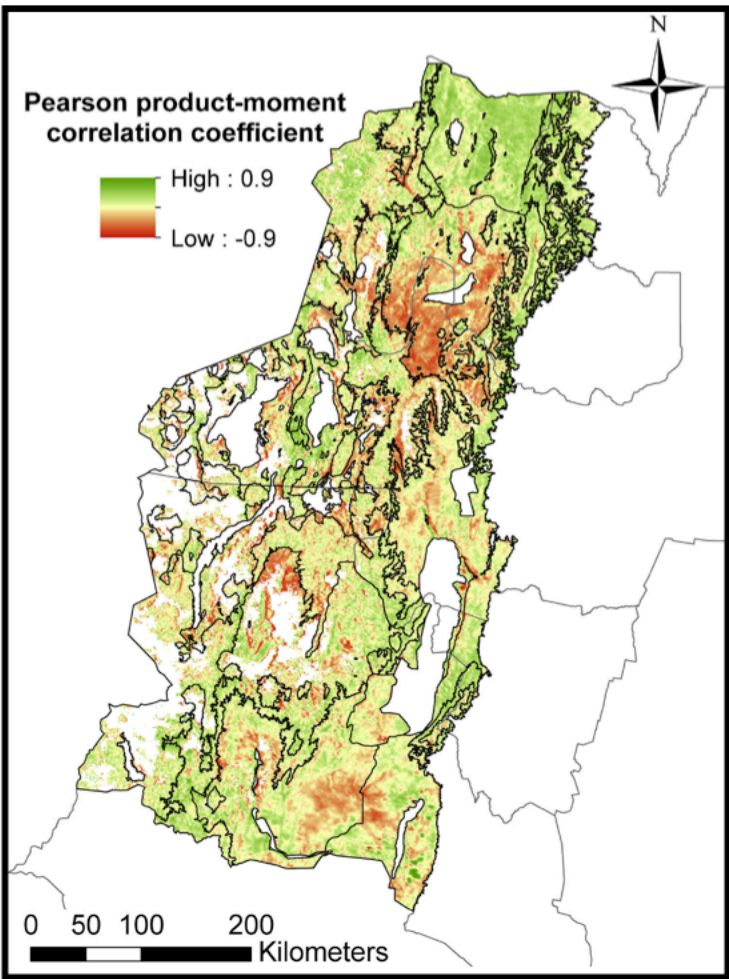 N
Pearson product-moment
correlation coefficient
High : 0.9
Low : -0.9
0 50 100 200
Kilometers